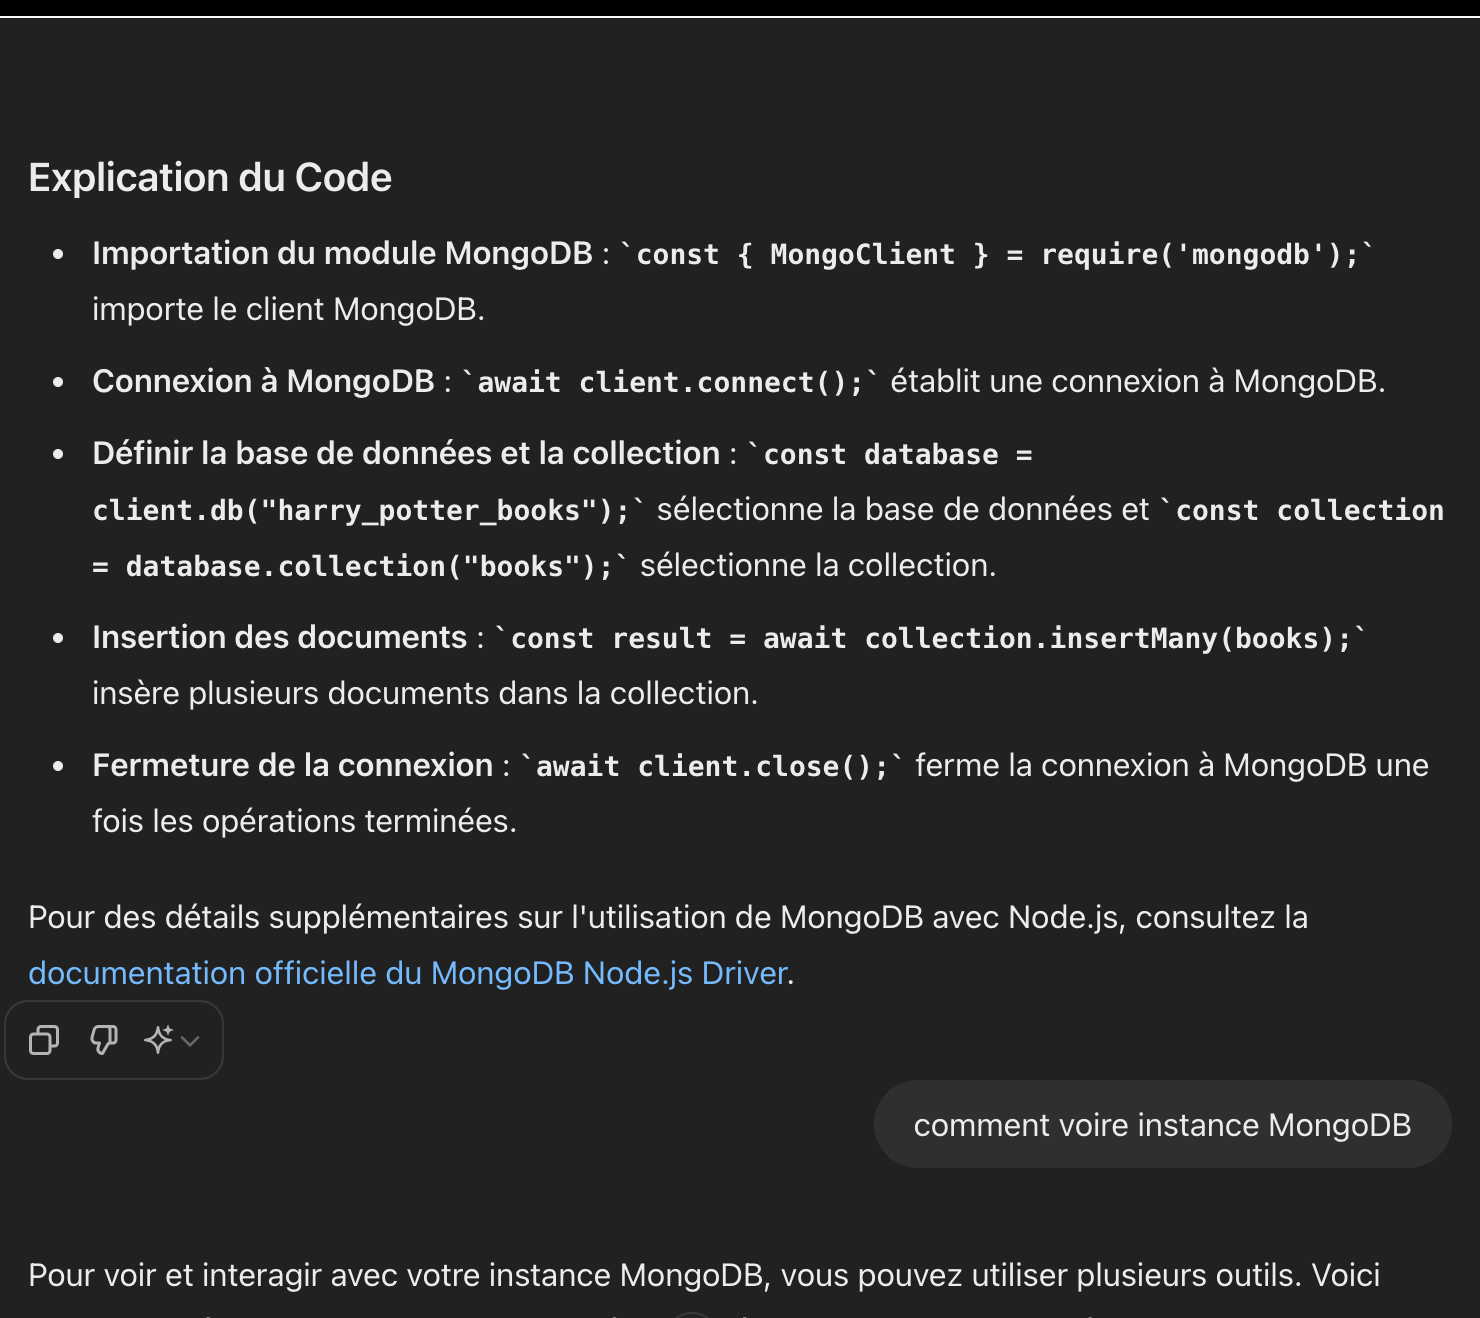 Explication du Code
• Importation du module MongoDB : `const { MongoClient } = require('mongodb');`
importe le client MongoDB.
• Connexion à MongoDB : `await client.connect();` établit une connexion à MongoDB.
• Définir la base de données et la collection : `const database =
client.db("harry_potter_books");` sélectionne la base de données et `const collection
= database.collection("books");` sélectionne la collection.
• Insertion des documents : `const result = await collection.insertMany(books);`
insère plusieurs documents dans la collection.
• Fermeture de la connexion : `await client.close();` ferme la connexion à MongoDB une
fois les opérations terminées.
Pour des détails supplémentaires sur l'utilisation de MongoDB avec Node.js, consultez la
documentation officielle du MongoDB Node.js Driver.
comment voire instance MongoDB
Pour voir et interagir avec votre instance MongoDB, vous pouvez utiliser plusieurs outils. Voici